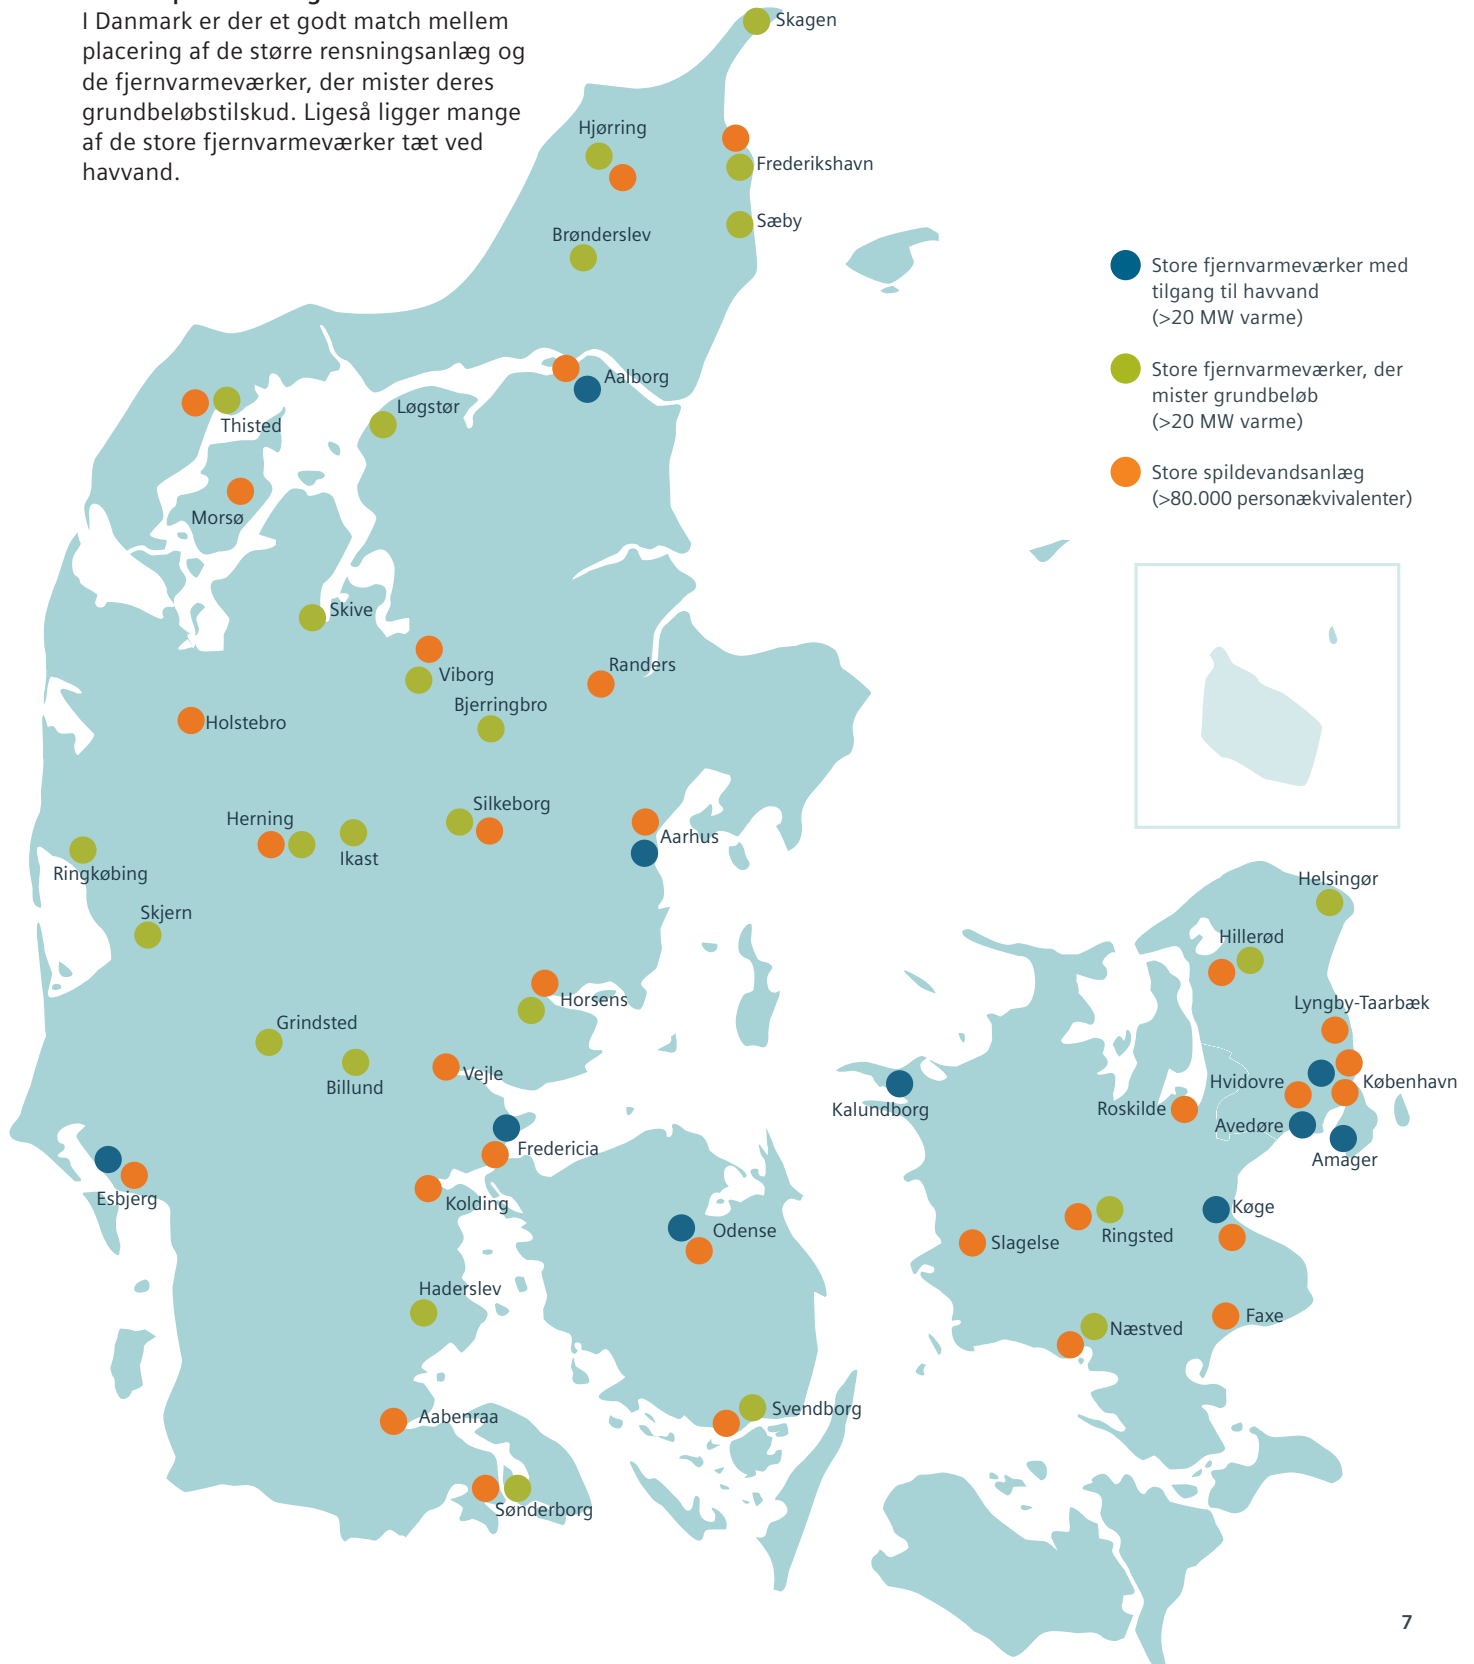 I Danmark er der et godt match mellem
placering af de større rensningsanlæg og
de fjernvarmeværker, der mister deres
grundbeløbstilskud. Ligeså ligger mange
af de store fjernvarmeværker tæt ved
havvand.
Skagen
Hjørring
Frederikshavn
Sæby
Brønderslev
Store fjernvarmeværker med
tilgang til havvand
(>20 MW varme)
Store fjernvarmeværker, der
mister grundbeløb
(>20 MW varme)
Store spildevandsanlæg
(>80.000 personækvivalenter)
Aalborg
Løgstør
Thisted
Morsø
Skive
Viborg
Randers
Bjerringbro
Holstebro
Silkeborg
Herning
Aarhus
Ikast
Ringkøbing
Skjern
Helsingør
Hillerød
Horsens
Lyngby-Taarbæk
Grindsted
Billund
Vejle
Hvidovre
København
Kalundborg
Roskilde
Avedøre
Amager
Fredericia
Esbjerg
Kolding
Odense
Køge
Ringsted
Slagelse
Haderslev
Faxe
Næstved
Svendborg
Aabenraa
Sønderborg
7